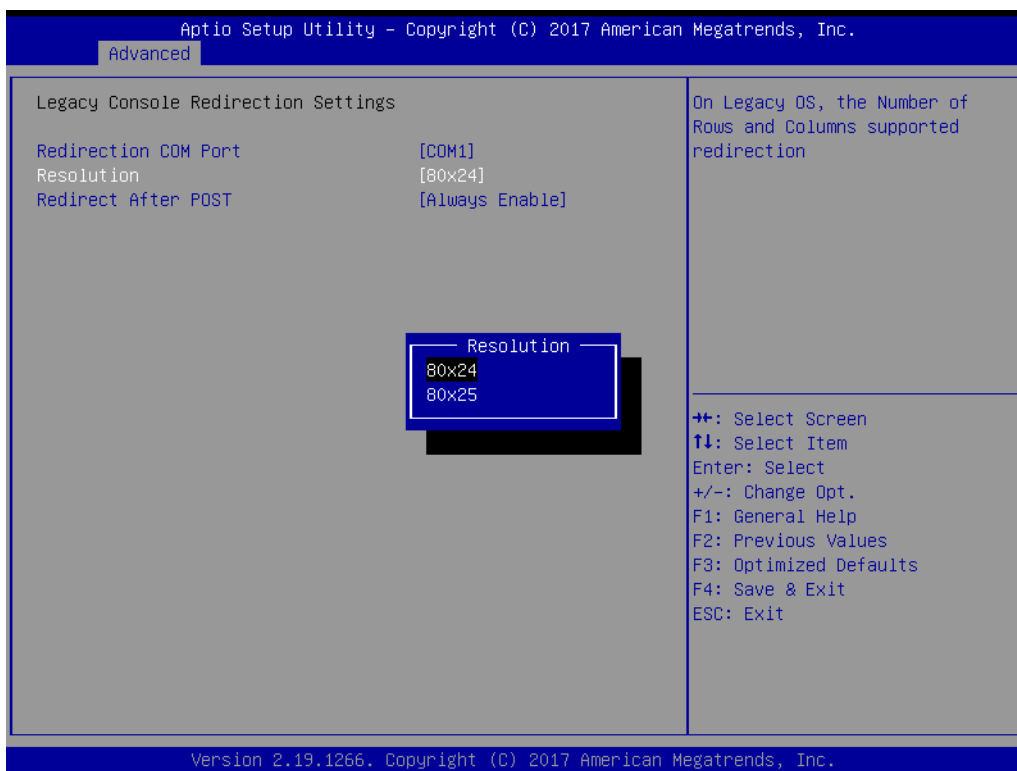 Aptio Setup Utility – Copyright (C) 2017 American Megatrends, Inc.
Advanced
Legacy Console Redirection Settings
Redirection COM Port [COM1]
Resolution [80x24]
Redirect After POST [Always Enable]
On Legacy OS, the Number of
Rows and Columns supported
redirection
Resolution
80x24
80x25
→←: Select Screen
↑↓: Select Item
Enter: Select
+/-: Change Opt.
F1: General Help
F2: Previous Values
F3: Optimized Defaults
F4: Save & Exit
ESC: Exit
Version 2.19.1266. Copyright (C) 2017 American Megatrends, Inc.